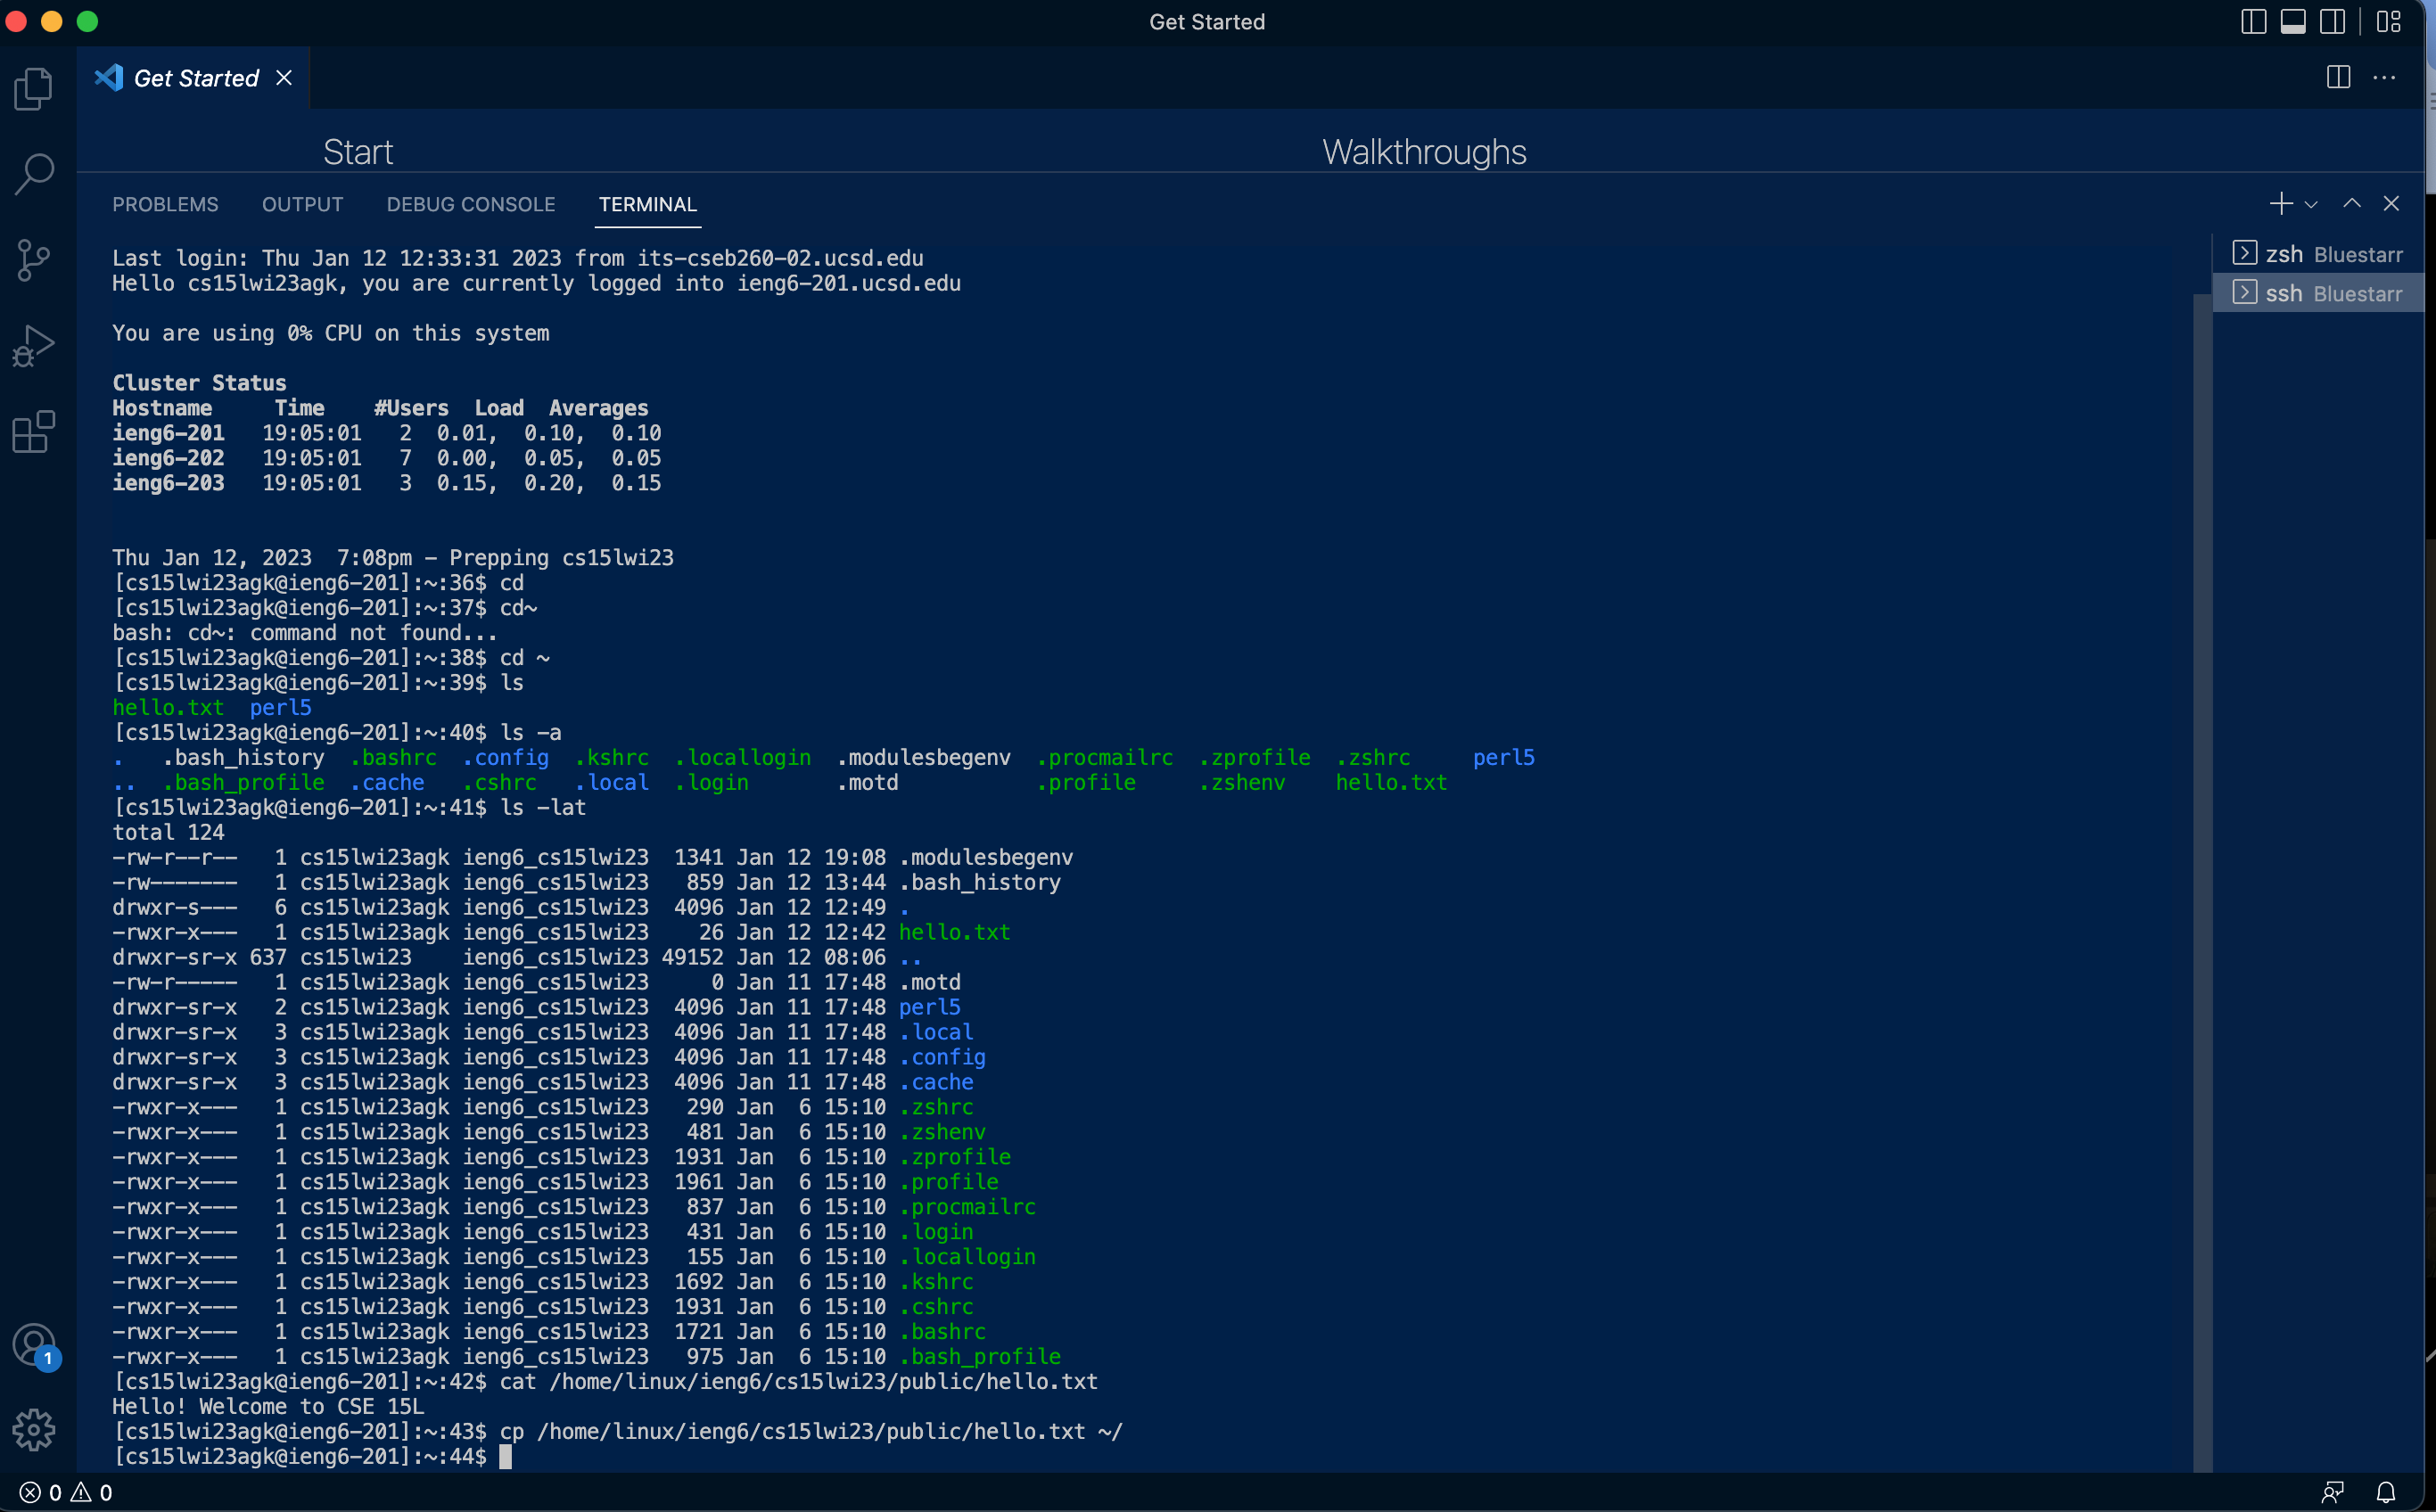 Get Started
Get Started
Start Walkthroughs
PROBLEMS OUTPUT DEBUG CONSOLE TERMINAL
zsh Bluestarr
ssh Bluestarr
Last login: Thu Jan 12 12:33:31 2023 from its-cseb260-02.ucsd.edu
Hello cs15lwi23agk, you are currently logged into ieng6-201.ucsd.edu
You are using 0% CPU on this system
Cluster Status
Hostname     Time    #Users  Load  Averages
ieng6-201   19:05:01   2  0.01,  0.10,  0.10
ieng6-202   19:05:01   7  0.00,  0.05,  0.05
ieng6-203   19:05:01   3  0.15,  0.20,  0.15
Thu Jan 12, 2023  7:08pm - Prepping cs15lwi23
[cs15lwi23agk@ieng6-201]:~:36$ cd
[cs15lwi23agk@ieng6-201]:~:37$ cd~
bash: cd~: command not found...
[cs15lwi23agk@ieng6-201]:~:38$ cd ~
[cs15lwi23agk@ieng6-201]:~:39$ ls
hello.txt  perl5
[cs15lwi23agk@ieng6-201]:~:40$ ls -a
.   .bash_history  .bashrc  .config  .kshrc  .locallogin  .modulesbegenv  .procmailrc  .zprofile  .zshrc     perl5
..  .bash_profile  .cache   .cshrc   .local  .login       .motd           .profile     .zshenv    hello.txt
[cs15lwi23agk@ieng6-201]:~:41$ ls -lat
total 124
-rw-r--r--   1 cs15lwi23agk ieng6_cs15lwi23  1341 Jan 12 19:08 .modulesbegenv
-rw-------   1 cs15lwi23agk ieng6_cs15lwi23   859 Jan 12 13:44 .bash_history
drwxr-s---   6 cs15lwi23agk ieng6_cs15lwi23  4096 Jan 12 12:49 .
-rwxr-x---   1 cs15lwi23agk ieng6_cs15lwi23    26 Jan 12 12:42 hello.txt
drwxr-sr-x 637 cs15lwi23    ieng6_cs15lwi23 49152 Jan 12 08:06 ..
-rw-r-----   1 cs15lwi23agk ieng6_cs15lwi23     0 Jan 11 17:48 .motd
drwxr-sr-x   2 cs15lwi23agk ieng6_cs15lwi23  4096 Jan 11 17:48 perl5
drwxr-sr-x   3 cs15lwi23agk ieng6_cs15lwi23  4096 Jan 11 17:48 .local
drwxr-sr-x   3 cs15lwi23agk ieng6_cs15lwi23  4096 Jan 11 17:48 .config
drwxr-sr-x   3 cs15lwi23agk ieng6_cs15lwi23  4096 Jan 11 17:48 .cache
-rwxr-x---   1 cs15lwi23agk ieng6_cs15lwi23   290 Jan  6 15:10 .zshrc
-rwxr-x---   1 cs15lwi23agk ieng6_cs15lwi23   481 Jan  6 15:10 .zshenv
-rwxr-x---   1 cs15lwi23agk ieng6_cs15lwi23  1931 Jan  6 15:10 .zprofile
-rwxr-x---   1 cs15lwi23agk ieng6_cs15lwi23  1961 Jan  6 15:10 .profile
-rwxr-x---   1 cs15lwi23agk ieng6_cs15lwi23   837 Jan  6 15:10 .procmailrc
-rwxr-x---   1 cs15lwi23agk ieng6_cs15lwi23   431 Jan  6 15:10 .login
-rwxr-x---   1 cs15lwi23agk ieng6_cs15lwi23   155 Jan  6 15:10 .locallogin
-rwxr-x---   1 cs15lwi23agk ieng6_cs15lwi23  1692 Jan  6 15:10 .kshrc
-rwxr-x---   1 cs15lwi23agk ieng6_cs15lwi23  1931 Jan  6 15:10 .cshrc
-rwxr-x---   1 cs15lwi23agk ieng6_cs15lwi23  1721 Jan  6 15:10 .bashrc
-rwxr-x---   1 cs15lwi23agk ieng6_cs15lwi23   975 Jan  6 15:10 .bash_profile
[cs15lwi23agk@ieng6-201]:~:42$ cat /home/linux/ieng6/cs15lwi23/public/hello.txt
Hello! Welcome to CSE 15L
[cs15lwi23agk@ieng6-201]:~:43$ cp /home/linux/ieng6/cs15lwi23/public/hello.txt ~/
[cs15lwi23agk@ieng6-201]:~:44$
1
0 0